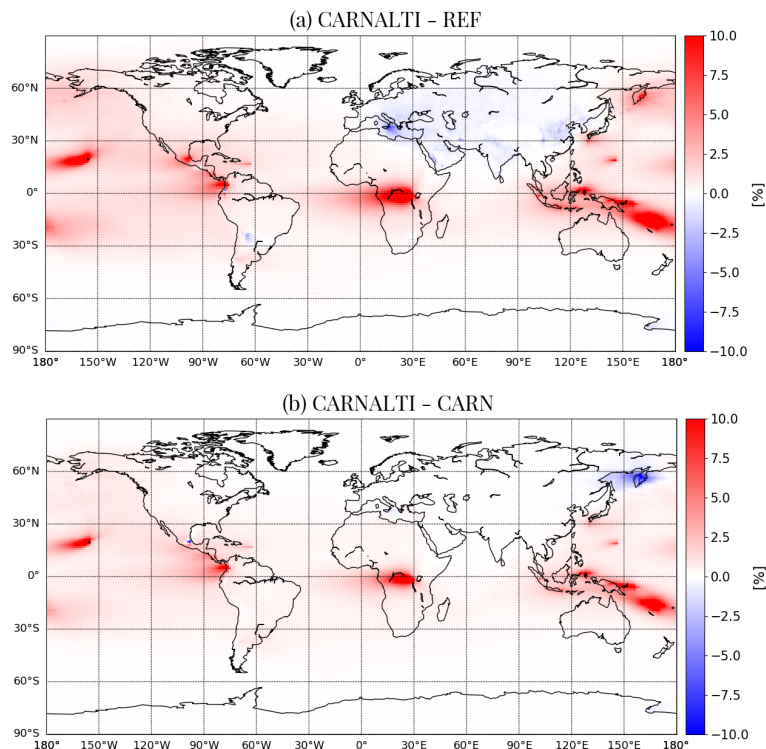 (a) CARNALTI – REF
60°N
30°N
0°
30°S
60°S
90°S
180° 150°W 120°W 90°W 60°W 30°W 0° 30°E 60°E 90°E 120°E 150°E 180°
10.0
7.5
5.0
2.5
0.0
−2.5
−5.0
−7.5
−10.0
[%]
(b) CARNALTI – CARN
60°N
30°N
0°
30°S
60°S
90°S
180° 150°W 120°W 90°W 60°W 30°W 0° 30°E 60°E 90°E 120°E 150°E 180°
10.0
7.5
5.0
2.5
0.0
−2.5
−5.0
−7.5
−10.0
[%]